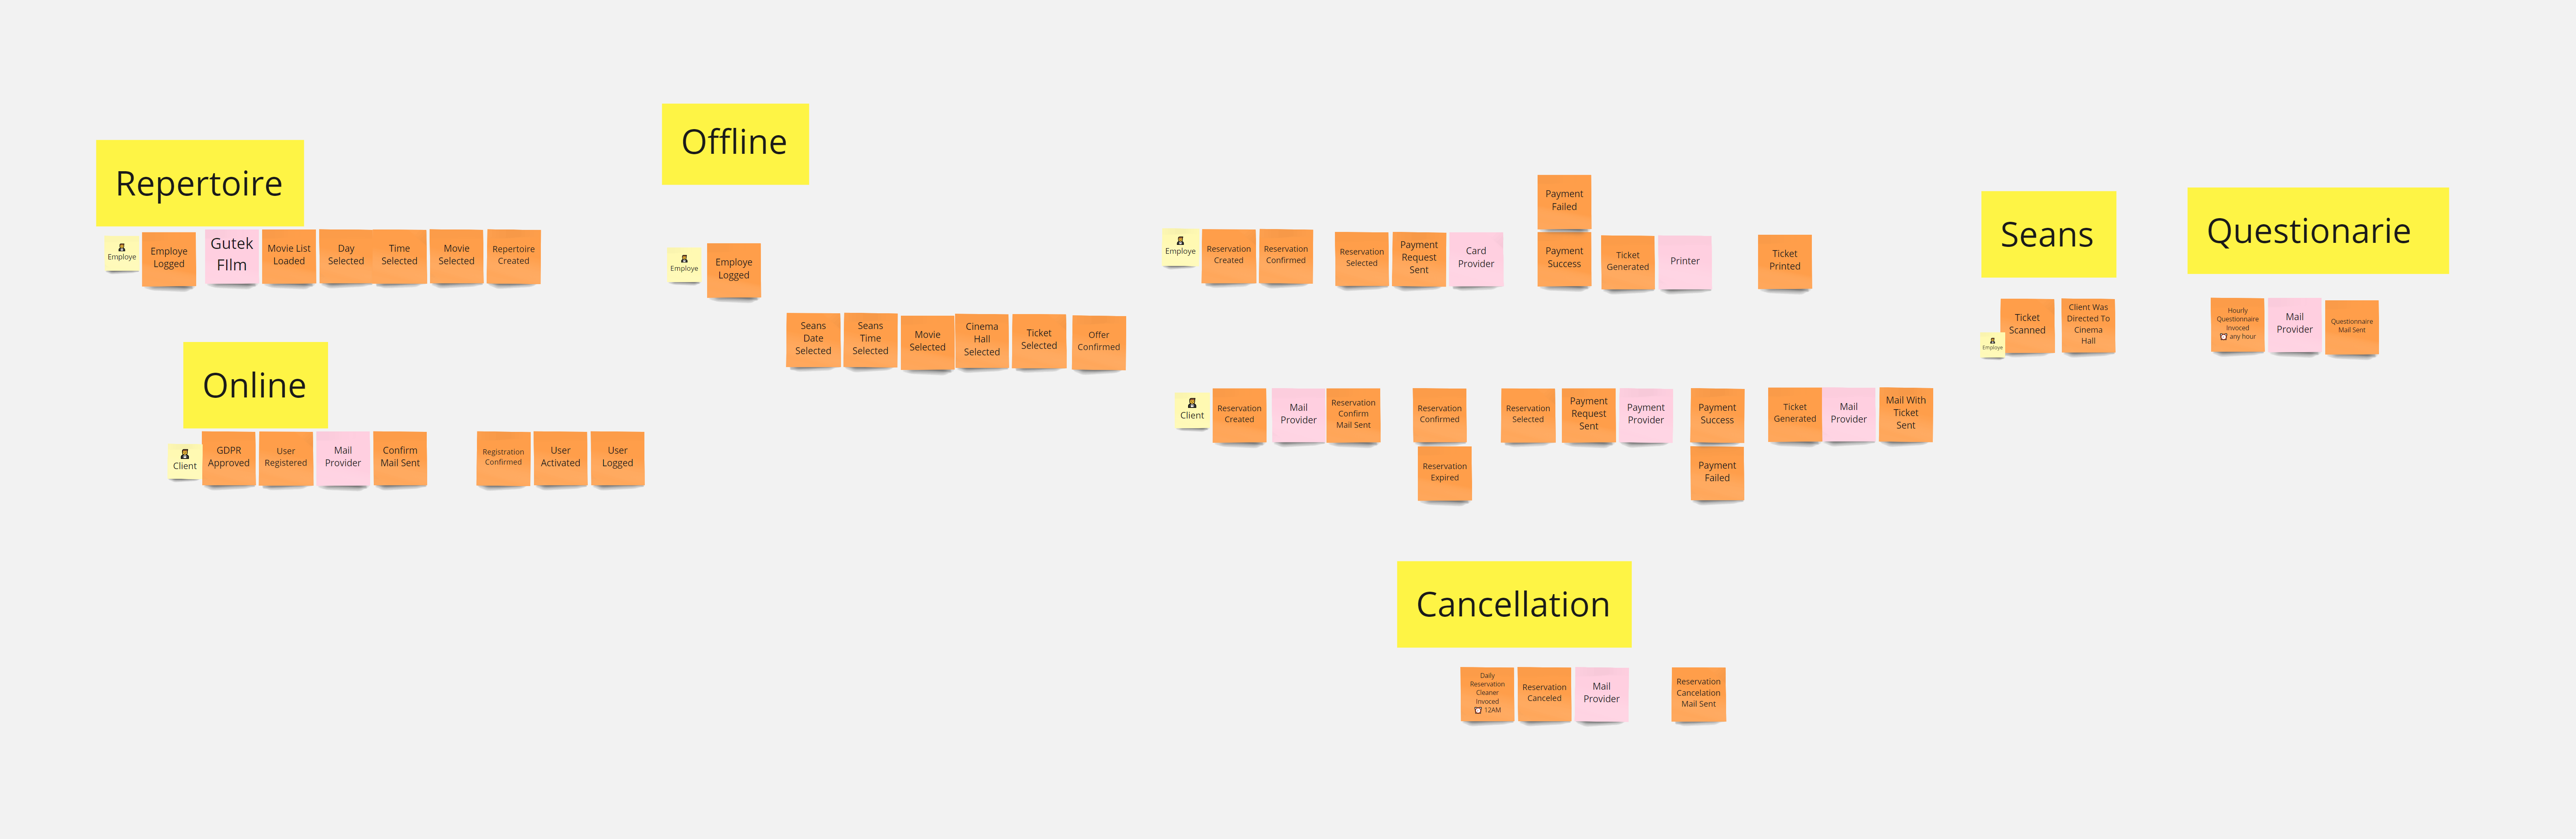 Offline
Repertoire
Employe
Employe
Logged
Gutek
FIlm
Movie List
Loaded
Day
Selected
Time
Selected
Movie
Selected
Repertoire
Created
Employe
Employe
Logged
Seans
Date
Selected
Seans
Time
Selected
Movie
Selected
Cinema
Hall
Selected
Ticket
Selected
Offer
Confirmed
Online
Client
GDPR
Approved
User
Registered
Mail
Provider
Confirm
Mail Sent
Registration
Confirmed
User
Activated
User
Logged
Employe
Reservation
Created
Reservation
Confirmed
Reservation
Selected
Payment
Request
Sent
Card
Provider
Payment
Failed
Payment
Success
Ticket
Generated
Printer
Ticket
Printed
Client
Reservation
Created
Mail
Provider
Reservation
Confirm
Mail Sent
Reservation
Confirmed
Reservation
Expired
Reservation
Selected
Payment
Request
Sent
Payment
Provider
Payment
Success
Payment
Failed
Ticket
Generated
Mail
Provider
Mail With
Ticket
Sent
Cancellation
Daily
Reservation
Cleaner
Invoced
12AM
Reservation
Canceled
Mail
Provider
Reservation
Cancelation
Mail Sent
Seans
Employe
Ticket
Scanned
Client Was
Directed To
Cinema
Hall
Questionarie
Hourly
Questionnaire
Invoced
any hour
Mail
Provider
Questionnaire
Mail Sent